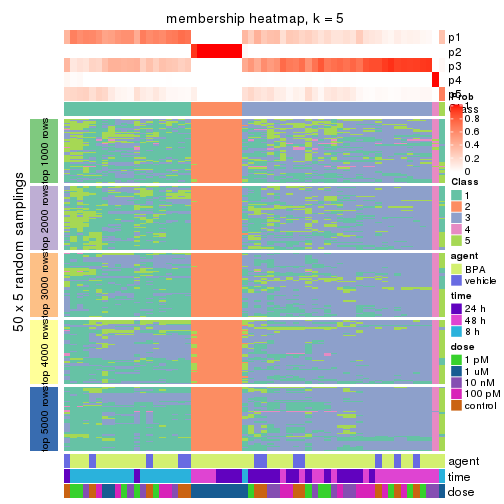 membership heatmap, k = 5
p1
p2
p3
p4
p5
Prob
1
0.8
0.6
0.4
0.2
0
Class
1
2
3
4
5
agent
BPA
vehicle
time
24 h
48 h
8 h
dose
1 pM
1 uM
10 nM
100 pM
control
50 x 5 random samplings
top 1000 rows
top 2000 rows
top 3000 rows
top 4000 rows
top 5000 rows
agent
time
dose